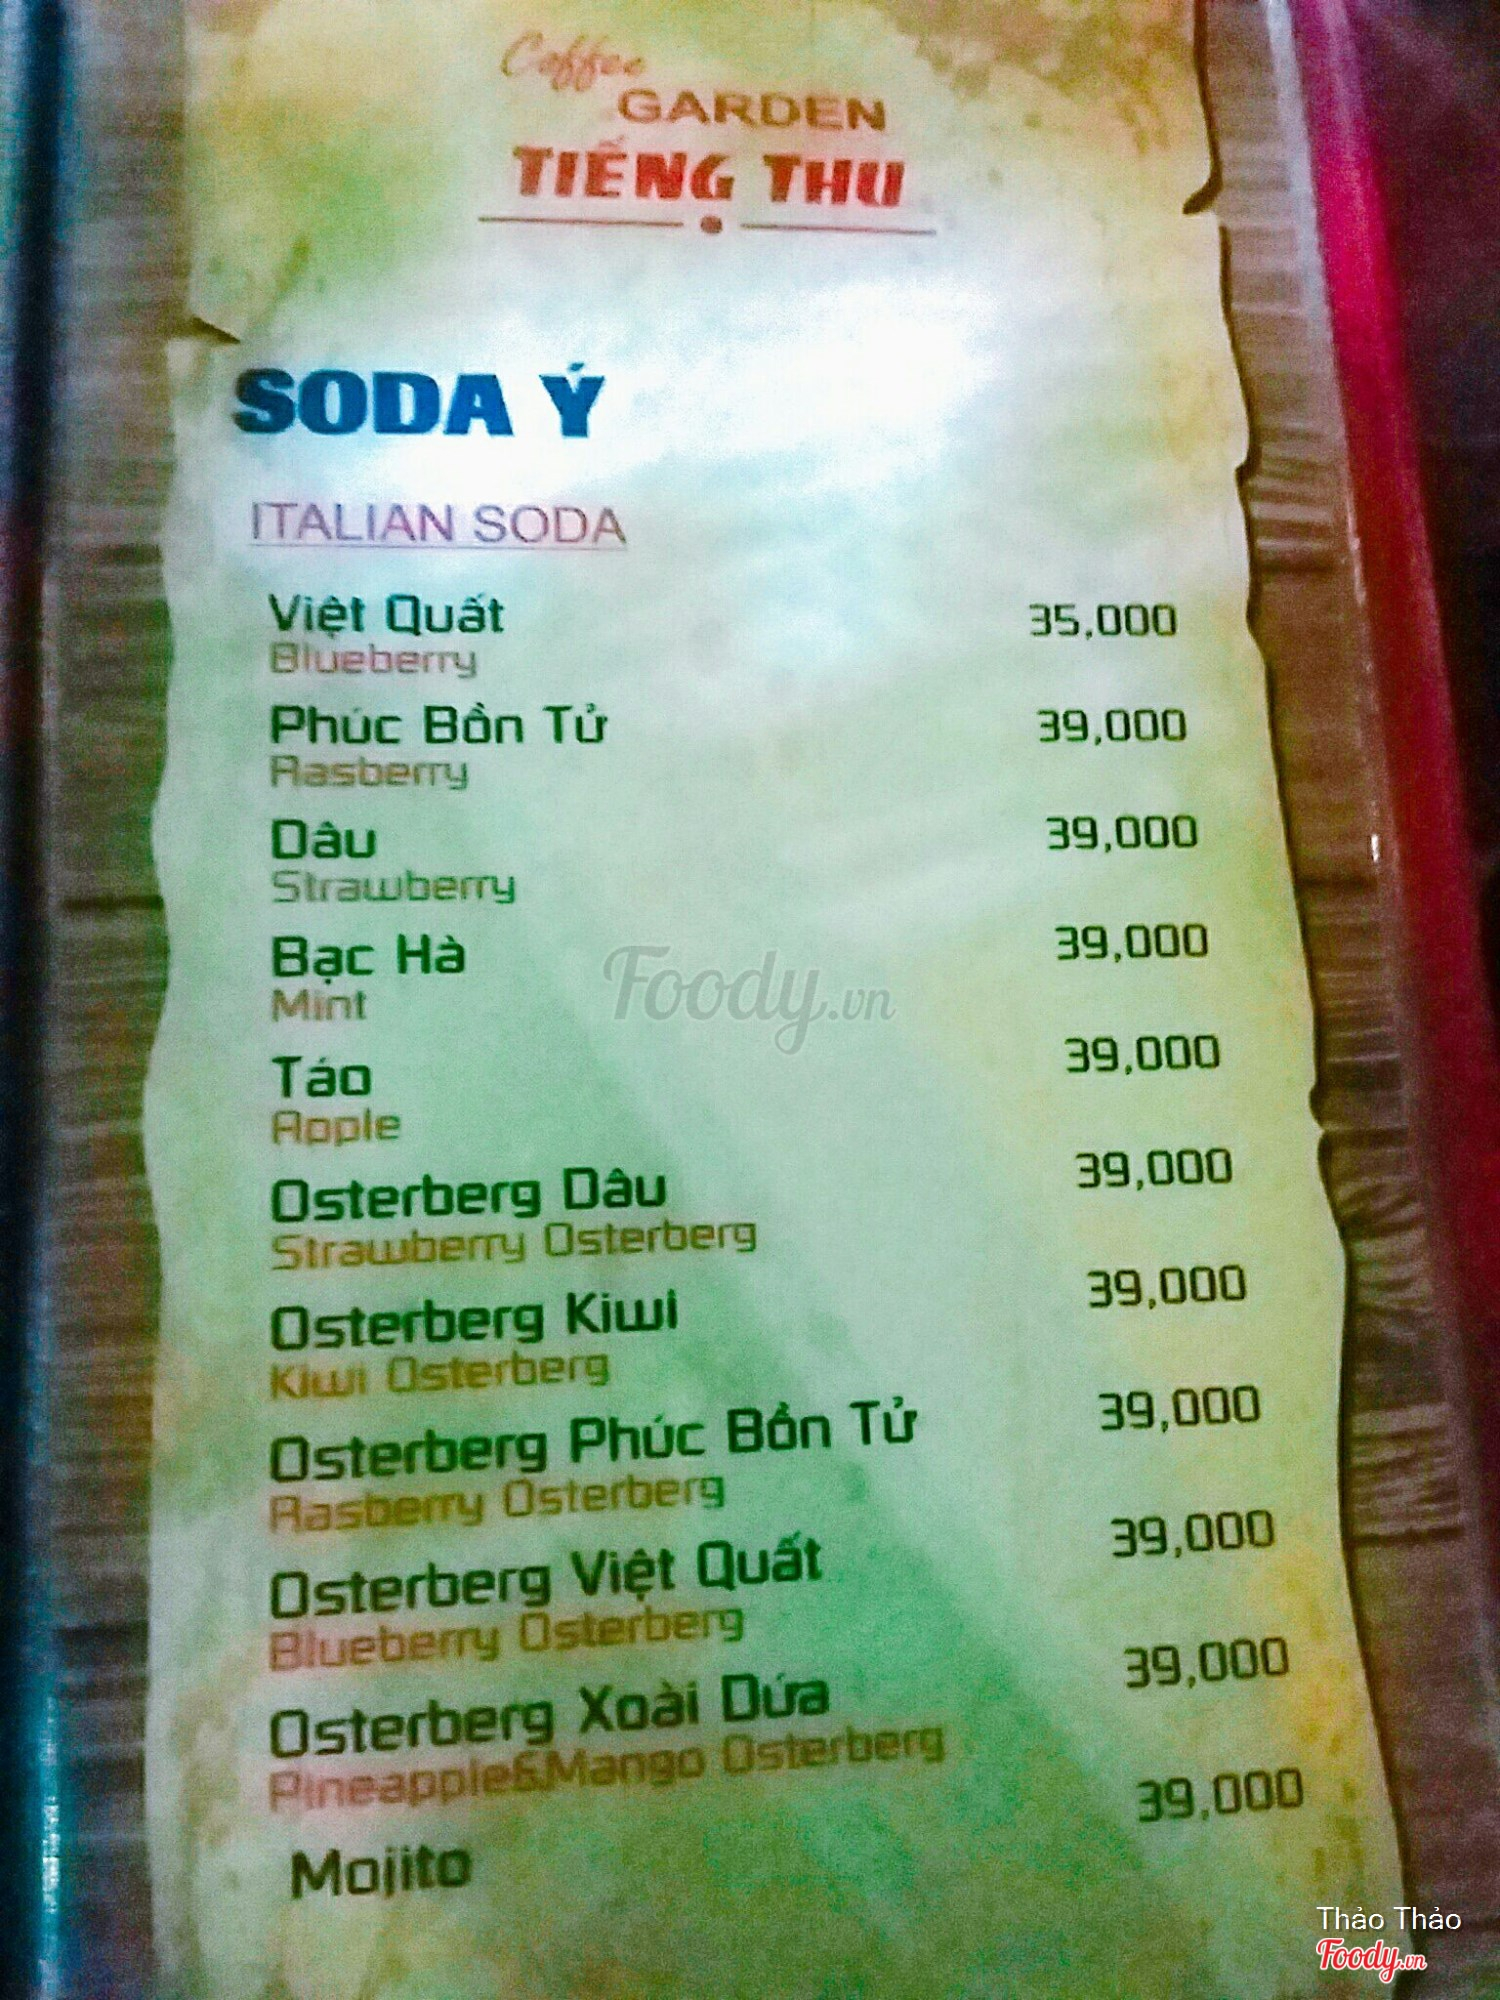 Coffee
GARDEN
TIẾNG THU
SODA Ý
ITALIAN SODA
Việt Quất 35,000
Blueberry
Phúc Bồn Tử 39,000
Rasberry
Dâu 39,000
Strawberry
Bạc Hà 39,000
Mint
Táo 39,000
Apple
Osterberg Dâu 39,000
Strawberry Osterberg
Osterberg Kiwi 39,000
Kiwi Osterberg
Osterberg Phúc Bồn Tử 39,000
Rasberry Osterberg
Osterberg Việt Quất 39,000
Blueberry Osterberg
Osterberg Xoài Dứa 39,000
Pineapple&Mango Osterberg
Mojito 39,000
Foody.vn
Thảo Thảo
Foody.vn